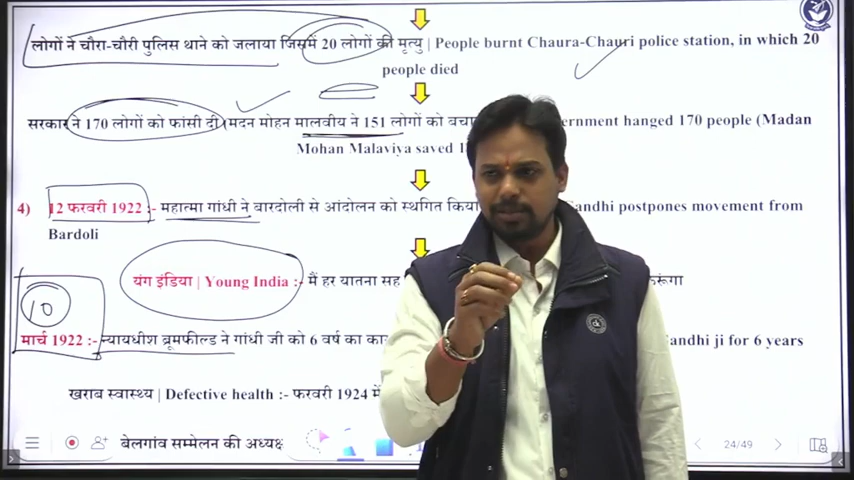 लोगों ने चौरा-चौरी पुलिस थाने को जलाया जिसमें 20 लोगों की मृत्यु | People burnt Chaura-Chauri police station, in which 20
people died
सरकार ने 170 लोगों को फांसी दी (मदन मोहन मालवीय ने 151 लोगों को बचा ernment hanged 170 people (Madan
Mohan Malaviya saved 1
4) 12 फरवरी 1922 :- महात्मा गांधी ने बारदोली से आंदोलन को स्थगित किया Gandhi postpones movement from
Bardoli
यंग इंडिया | Young India :- मैं हर यातना सह करूंगा
10
मार्च 1922 :- न्यायधीश ब्रूमफील्ड ने गांधी जी को 6 वर्ष का का andhi ji for 6 years
खराब स्वास्थ्य | Defective health :- फरवरी 1924 में
बेलगांव सम्मेलन की अध्यक्ष
24/49